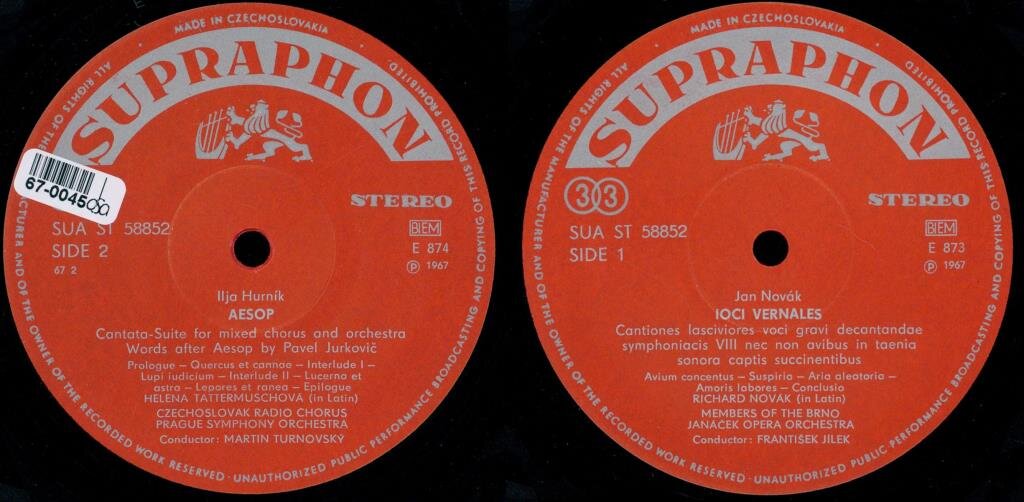 MADE IN CZECHOSLOVAKIA
SUPRAPHON
67-0045
STEREO
SUA ST 58852
SIDE 2
67 2
BIEM
E 874
Ⓟ 1967
Ilja Hurník
AESOP
Cantata-Suite for mixed chorus and orchestra
Words after Aesop by Pavel Jurkovič
Prologue – Quercus et cannae – Interlude I –
Lupi iudicium – Interlude II – Lucerna et
astra – Lepores et ranea – Epilogue
HELENA TATTERMUSCHOVÁ (in Latin)
CZECHOSLOVAK RADIO CHORUS
PRAGUE SYMPHONY ORCHESTRA
Conductor: MARTIN TURNOVSKÝ
ALL RIGHTS OF THE MANUFACTURER AND OF THE OWNER OF THE RECORDED WORK RESERVED · UNAUTHORIZED PUBLIC PERFORMANCE BROADCASTING AND COPYING OF THIS RECORD PROHIBITED.
MADE IN CZECHOSLOVAKIA
SUPRAPHON
33
STEREO
SUA ST 58852
SIDE 1
BIEM
E 873
Ⓟ 1967
Jan Novák
IOCI VERNALES
Cantiones lasciviores voci gravi decantandae
symphoniacis VIII nec non avibus in taenia
sonora captis succinentibus
Avium concentus – Suspiria – Aria aleatoria –
Amoris labores – Conclusia
RICHARD NOVÁK (in Latin)
MEMBERS OF THE BRNO
JANÁČEK OPERA ORCHESTRA
Conductor: FRANTIŠEK JÍLEK
ALL RIGHTS OF THE MANUFACTURER AND OF THE OWNER OF THE RECORDED WORK RESERVED · UNAUTHORIZED PUBLIC PERFORMANCE BROADCASTING AND COPYING OF THIS RECORD PROHIBITED.